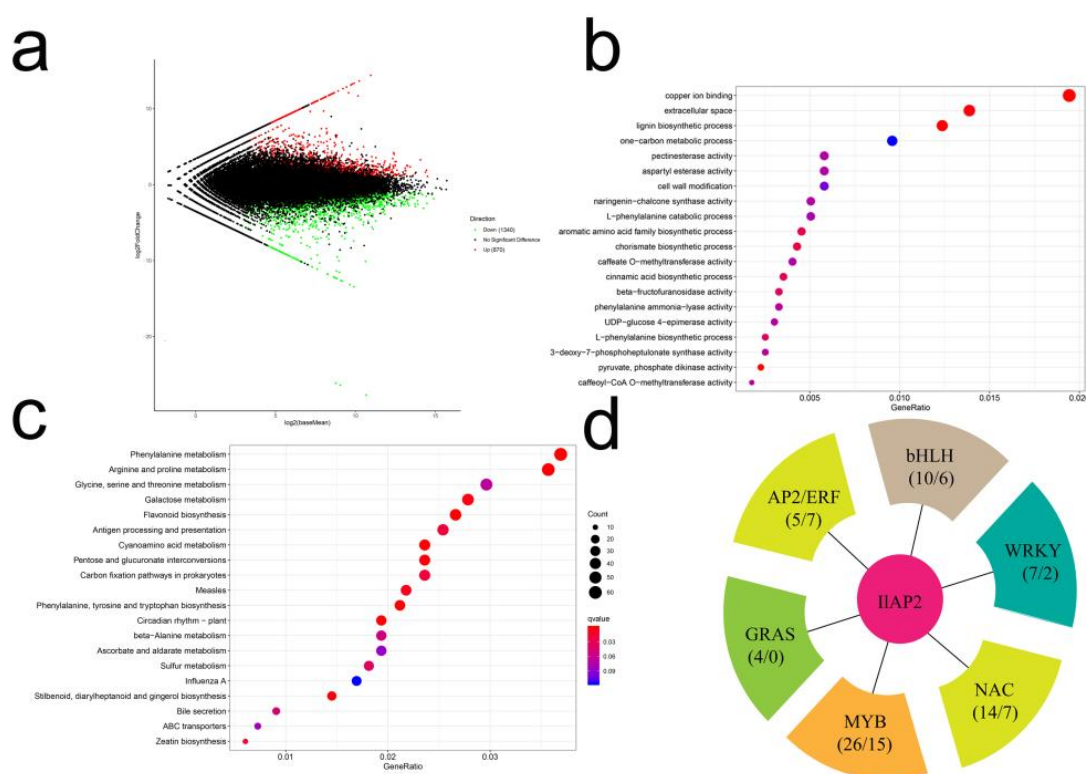 a
10
0
-10
-20
log2FoldChange
0
5
10
15
log2(baseMean)
Direction
Down (1340)
No Significant Difference
Up (870)
b
copper ion binding
extracellular space
lignin biosynthetic process
one-carbon metabolic process
pectinesterase activity
aspartyl esterase activity
cell wall modification
naringenin-chalcone synthase activity
L-phenylalanine catabolic process
aromatic amino acid family biosynthetic process
chorismate biosynthetic process
caffeate O-methyltransferase activity
cinnamic acid biosynthetic process
beta-fructofuranosidase activity
phenylalanine ammonia-lyase activity
UDP-glucose 4-epimerase activity
L-phenylalanine biosynthetic process
3-deoxy-7-phosphoheptulonate synthase activity
pyruvate, phosphate dikinase activity
caffeoyl-CoA O-methyltransferase activity
0.005
0.010
0.015
0.020
GeneRatio
c
Phenylalanine metabolism
Arginine and proline metabolism
Glycine, serine and threonine metabolism
Galactose metabolism
Flavonoid biosynthesis
Antigen processing and presentation
Cyanoamino acid metabolism
Pentose and glucuronate interconversions
Carbon fixation pathways in prokaryotes
Measles
Phenylalanine, tyrosine and tryptophan biosynthesis
Circadian rhythm - plant
beta-Alanine metabolism
Ascorbate and aldarate metabolism
Sulfur metabolism
Influenza A
Stilbenoid, diarylheptanoid and gingerol biosynthesis
Bile secretion
ABC transporters
Zeatin biosynthesis
0.01
0.02
0.03
GeneRatio
Count
10
20
30
40
50
60
qvalue
0.03
0.06
0.09
d
bHLH
(10/6)
AP2/ERF
(5/7)
WRKY
(7/2)
IlAP2
GRAS
(4/0)
NAC
(14/7)
MYB
(26/15)